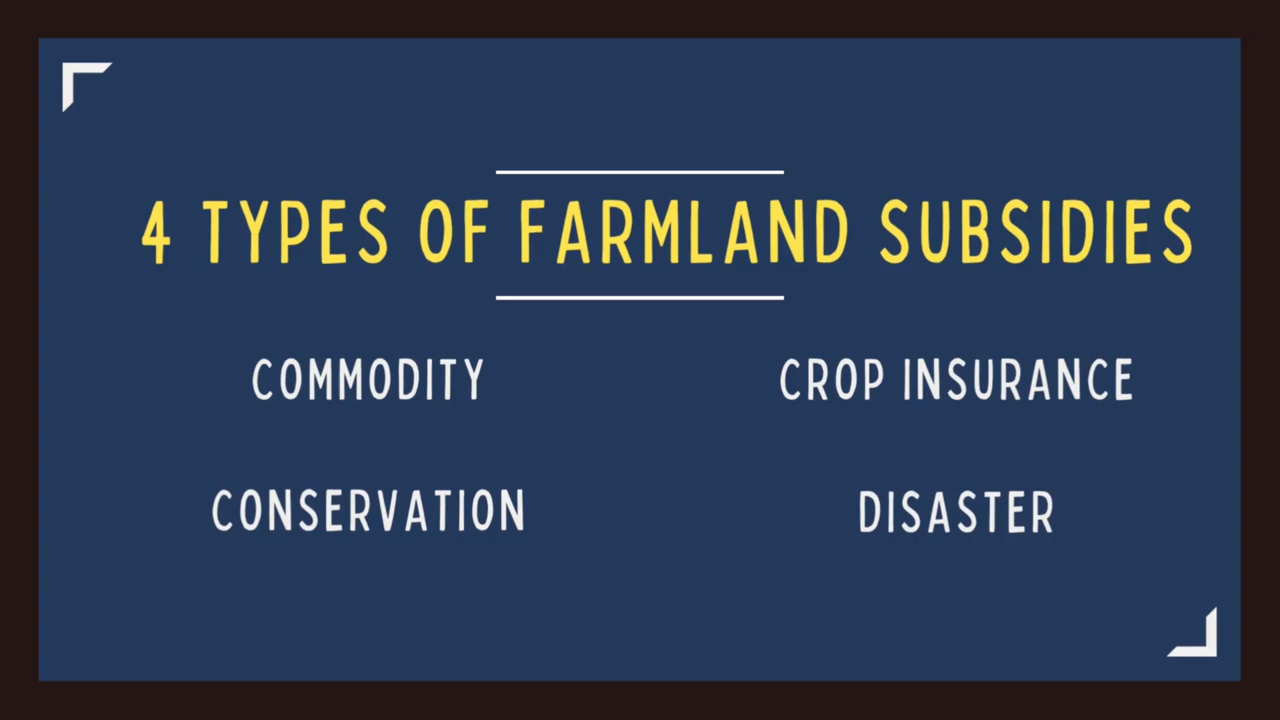 4 TYPES OF FARMLAND SUBSIDIES
COMMODITY
CROP INSURANCE
CONSERVATION
DISASTER